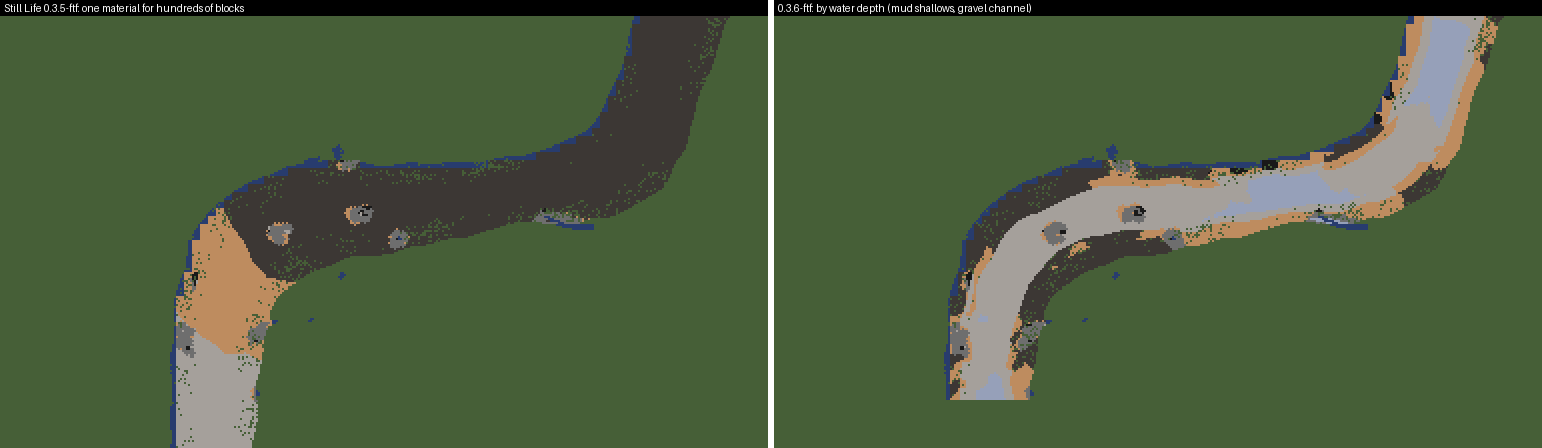 Still Life 0.3.5-ftf: one material for hundreds of blocks
0.3.6-ftf: by water depth (mud shallows, gravel channel)